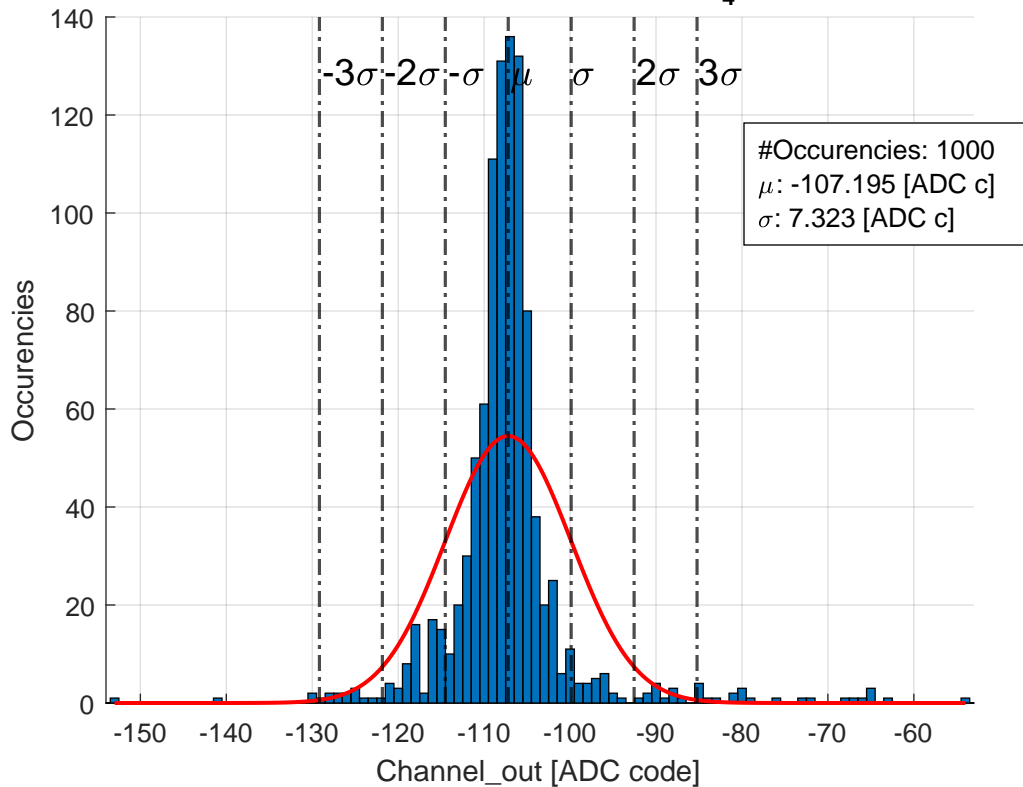 4
140
120
100
80
60
40
20
0
-3σ -2σ -σ μ σ 2σ 3σ
#Occurencies: 1000
μ: -107.195 [ADC c]
σ: 7.323 [ADC c]
Occurencies
-150 -140 -130 -120 -110 -100 -90 -80 -70 -60
Channel_out [ADC code]